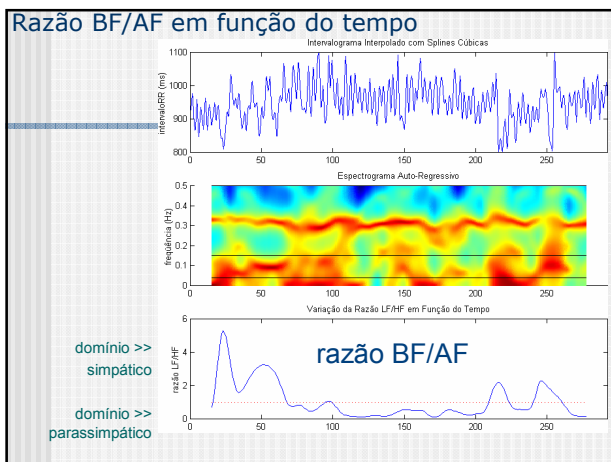 Razão BF/AF em função do tempo
Intervalograma Interpolado com Splines Cúbicas
intervaloRR (ms)
1100
1000
900
800
0 50 100 150 200 250
Espectrograma Auto-Regressivo
freqüência (Hz)
0.5
0.4
0.3
0.2
0.1
0
0 50 100 150 200 250
Variação da Razão LF/HF em Função do Tempo
razão LF/HF
6
4
2
0
razão BF/AF
domínio >>
simpático
domínio >>
parassimpático
0 50 100 150 200 250